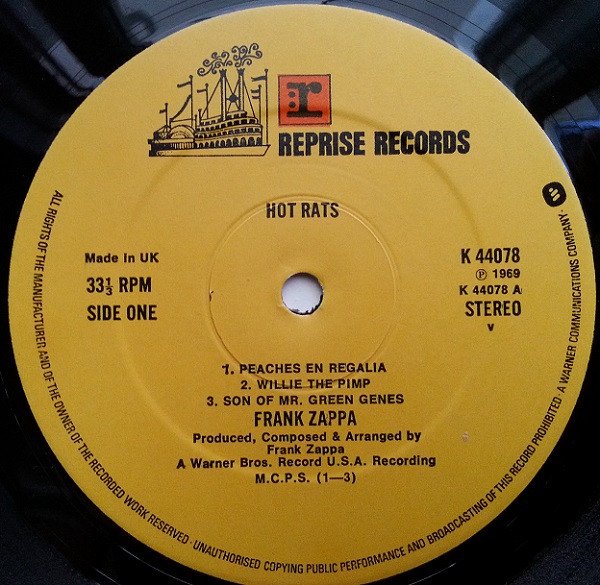 r
REPRISE RECORDS
HOT RATS
Made In UK
33⅓ RPM
SIDE ONE
K 44078
Ⓟ 1969
K 44078 A
STEREO
V
1. PEACHES EN REGALIA
2. WILLIE THE PIMP
3. SON OF MR. GREEN GENES
FRANK ZAPPA
Produced, Composed & Arranged by
Frank Zappa
A Warner Bros. Record U.S.A. Recording
M.C.P.S. (1—3)
ALL RIGHTS OF THE MANUFACTURER AND OF THE OWNER OF THE RECORDED WORK RESERVED · UNAUTHORISED COPYING PUBLIC PERFORMANCE AND BROADCASTING OF THIS RECORD PROHIBITED · A WARNER COMMUNICATIONS COMPANY ·